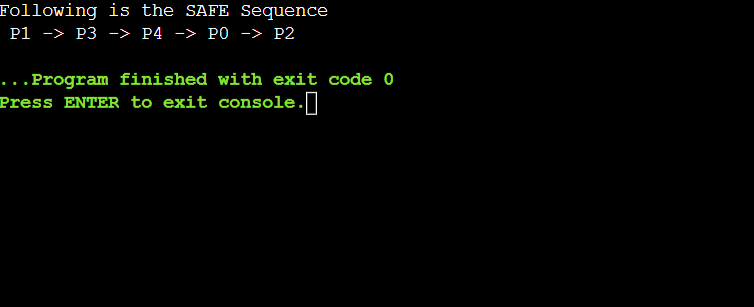 Following is the SAFE Sequence
P1 -> P3 -> P4 -> P0 -> P2
...Program finished with exit code 0
Press ENTER to exit console.